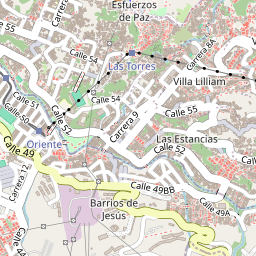 Esfuerzos
de Paz
Carrera
Calle 54
Las Torres
Carrera 8A
Villa Lilliam
Calle 51
Calle 54
Calle 50
Calle 52
Carrera 9
Calle 55
Oriente
Las Estancias
Calle 52
Calle 49
Carrera 12
Calle 49BB
Barrios de
Jesús
Calle 49A
Calle